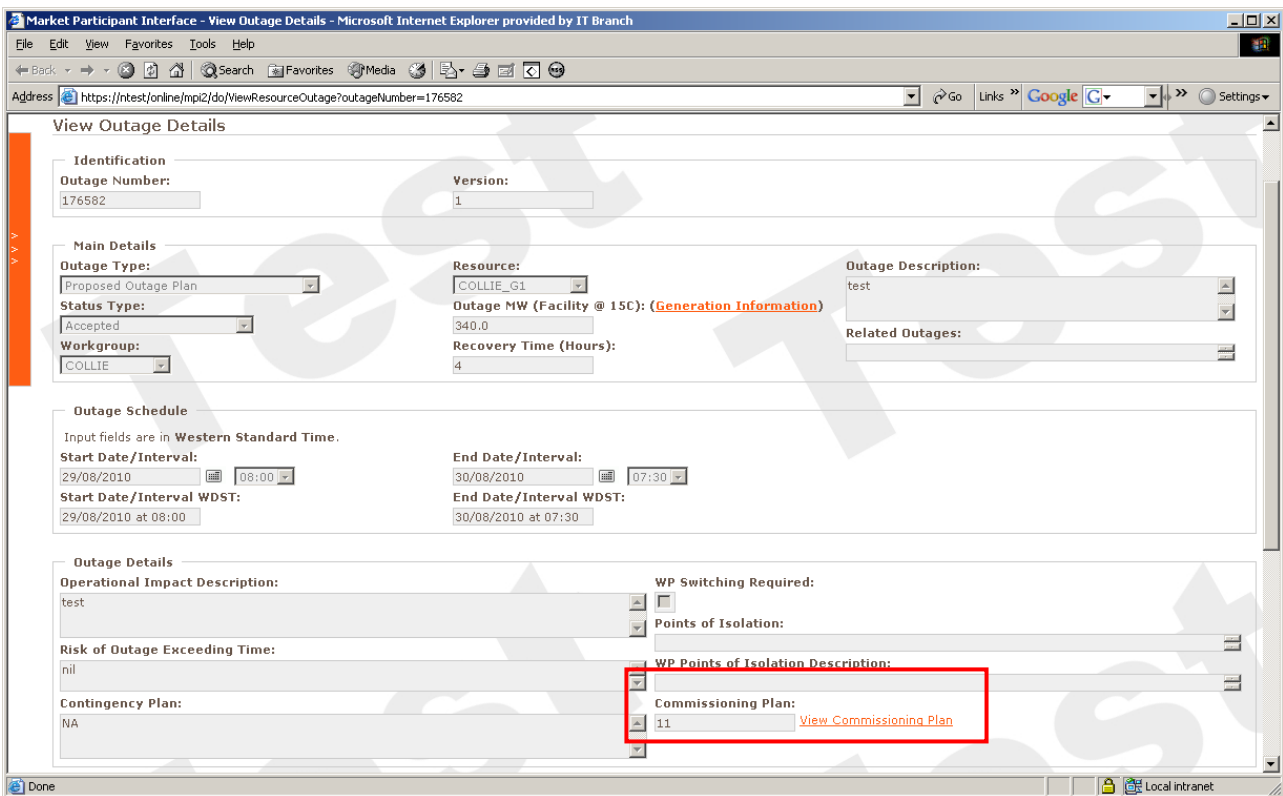 Market Participant Interface - View Outage Details - Microsoft Internet Explorer provided by IT Branch
File Edit View Favorites Tools Help
Back Search Favorites Media
Address https://ntest/online/mpi2/do/ViewResourceOutage?outageNumber=176582 Go Links » Google G » Settings
View Outage Details
Identification
Outage Number: Version:
176582 1
Main Details
Outage Type: Resource: Outage Description:
Proposed Outage Plan COLLIE_G1 test
Status Type: Outage MW (Facility @ 15C): (Generation Information)
Accepted 340.0
Related Outages:
Workgroup: Recovery Time (Hours):
COLLIE 4
Outage Schedule
Input fields are in Western Standard Time.
Start Date/Interval: End Date/Interval:
29/08/2010 08:00 30/08/2010 07:30
Start Date/Interval WDST: End Date/Interval WDST:
29/08/2010 at 08:00 30/08/2010 at 07:30
Outage Details
Operational Impact Description: WP Switching Required:
test
Points of Isolation:
Risk of Outage Exceeding Time:
nil
WP Points of Isolation Description:
Contingency Plan: Commissioning Plan:
NA 11 View Commissioning Plan
Done Local intranet
Test
Test
Test
Test